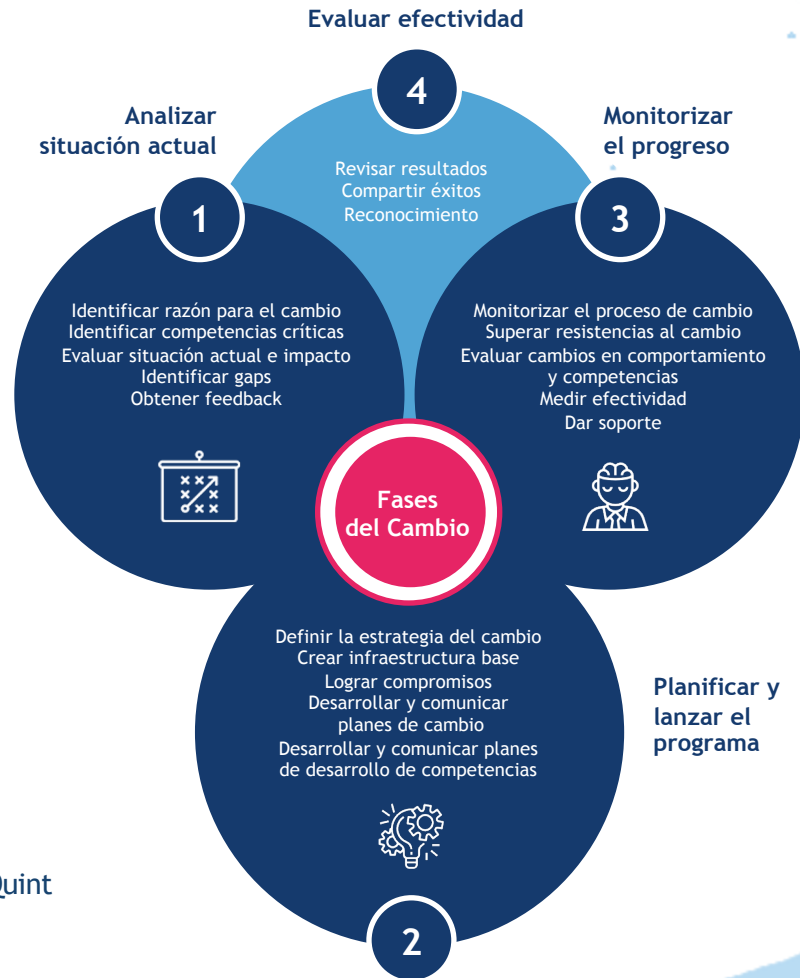 Evaluar efectividad
4
Revisar resultados
Compartir éxitos
Reconocimiento
Analizar
situación actual
1
Identificar razón para el cambio
Identificar competencias críticas
Evaluar situación actual e impacto
Identificar gaps
Obtener feedback
Monitorizar
el progreso
3
Monitorizar el proceso de cambio
Superar resistencias al cambio
Evaluar cambios en comportamiento
y competencias
Medir efectividad
Dar soporte
Fases
del Cambio
Definir la estrategia del cambio
Crear infraestructura base
Lograr compromisos
Desarrollar y comunicar
planes de cambio
Desarrollar y comunicar planes
de desarrollo de competencias
Planificar y
lanzar el
programa
2
Quint